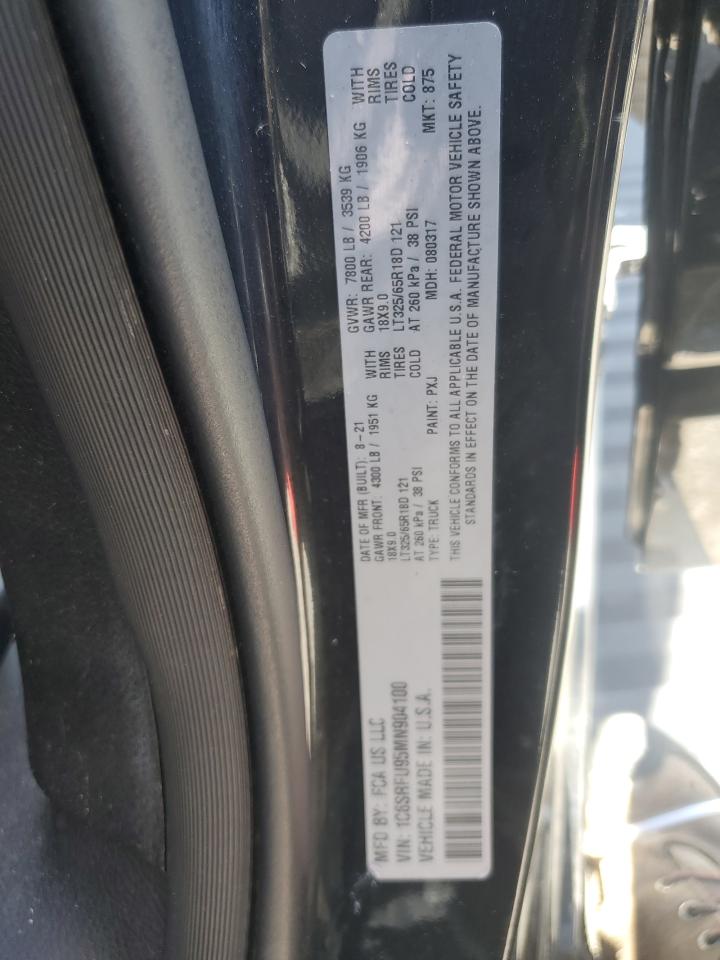 MFD BY: FCA US LLC
VIN: 1C6SRFU95MN904100
VEHICLE MADE IN: U.S.A.
DATE OF MFR (BUILT): 8-21
GAWR FRONT: 4300 LB / 1951 KG WITH
18X9.0 RIMS
LT325/65R18D 121 TIRES
AT 260 kPa / 38 PSI COLD
TYPE: TRUCK PAINT: PXJ
GVWR: 7800 LB / 3539 KG
GAWR REAR: 4200 LB / 1906 KG WITH
18X9.0 RIMS
LT325/65R18D 121 TIRES
AT 260 kPa / 38 PSI COLD
MDH: 080317 MKT: 875
THIS VEHICLE CONFORMS TO ALL APPLICABLE U.S.A. FEDERAL MOTOR VEHICLE SAFETY
STANDARDS IN EFFECT ON THE DATE OF MANUFACTURE SHOWN ABOVE.